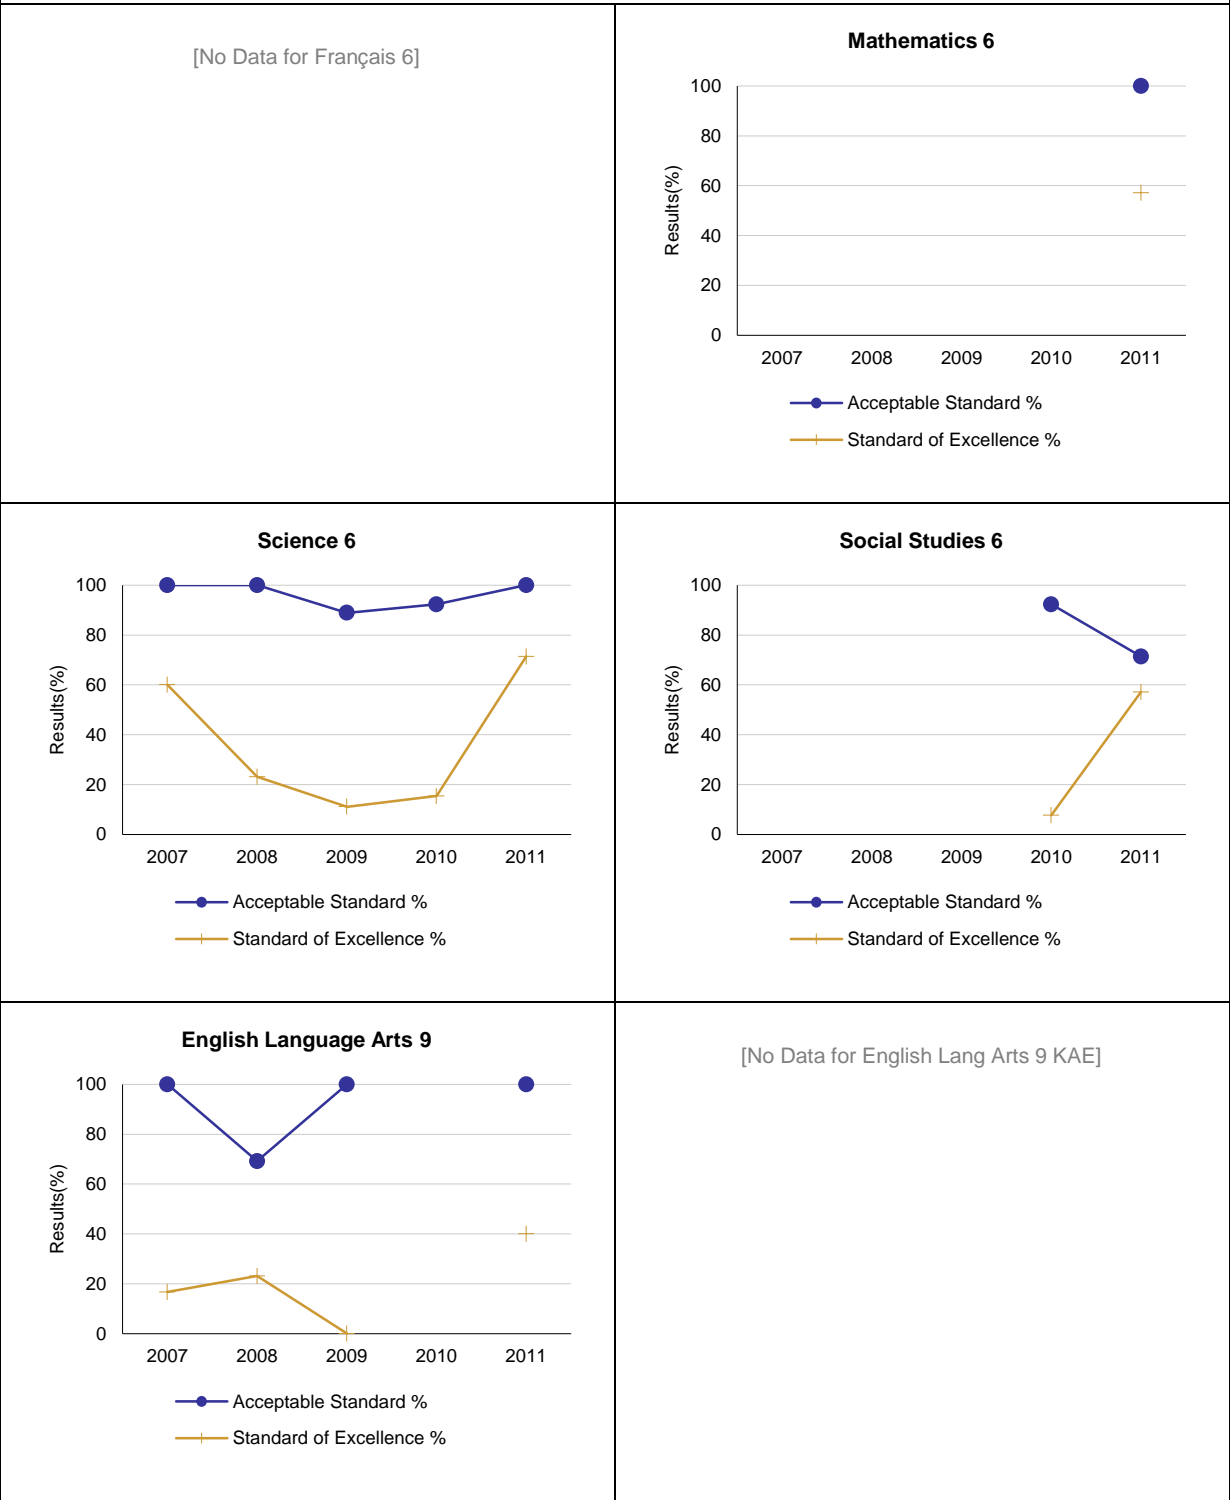 [No Data for Français 6]
Mathematics 6
Results(%)
100
80
60
40
20
0
2007 2008 2009 2010 2011
Acceptable Standard %
Standard of Excellence %
Science 6
Results(%)
100
80
60
40
20
0
2007 2008 2009 2010 2011
Acceptable Standard %
Standard of Excellence %
Social Studies 6
Results(%)
100
80
60
40
20
0
2007 2008 2009 2010 2011
Acceptable Standard %
Standard of Excellence %
English Language Arts 9
Results(%)
100
80
60
40
20
0
2007 2008 2009 2010 2011
Acceptable Standard %
Standard of Excellence %
[No Data for English Lang Arts 9 KAE]